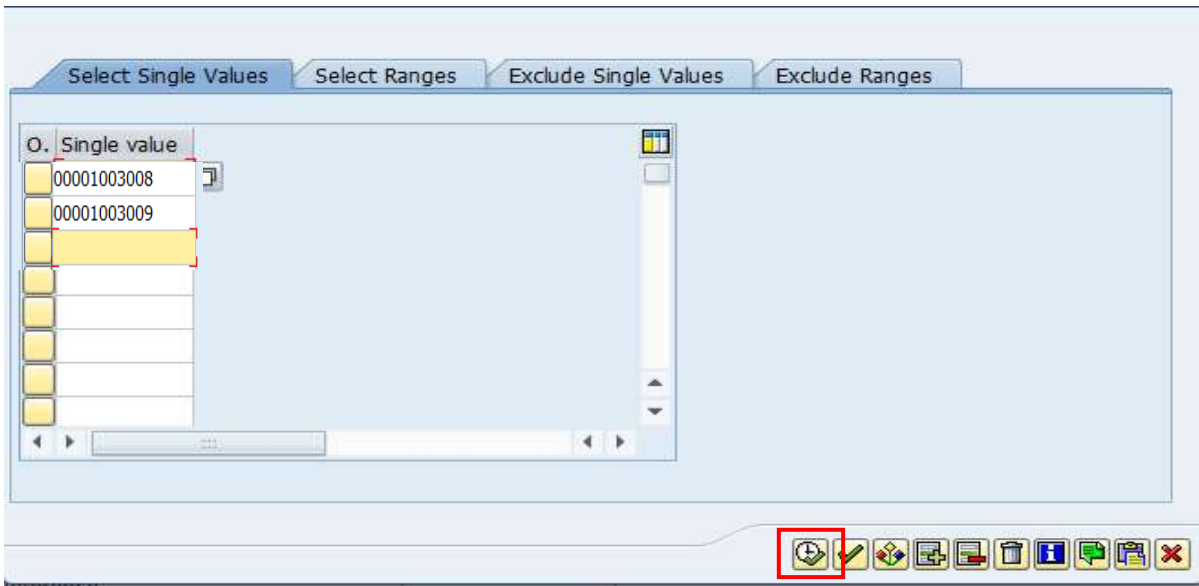 Select Single Values Select Ranges Exclude Single Values Exclude Ranges
O. Single value
00001003008
00001003009